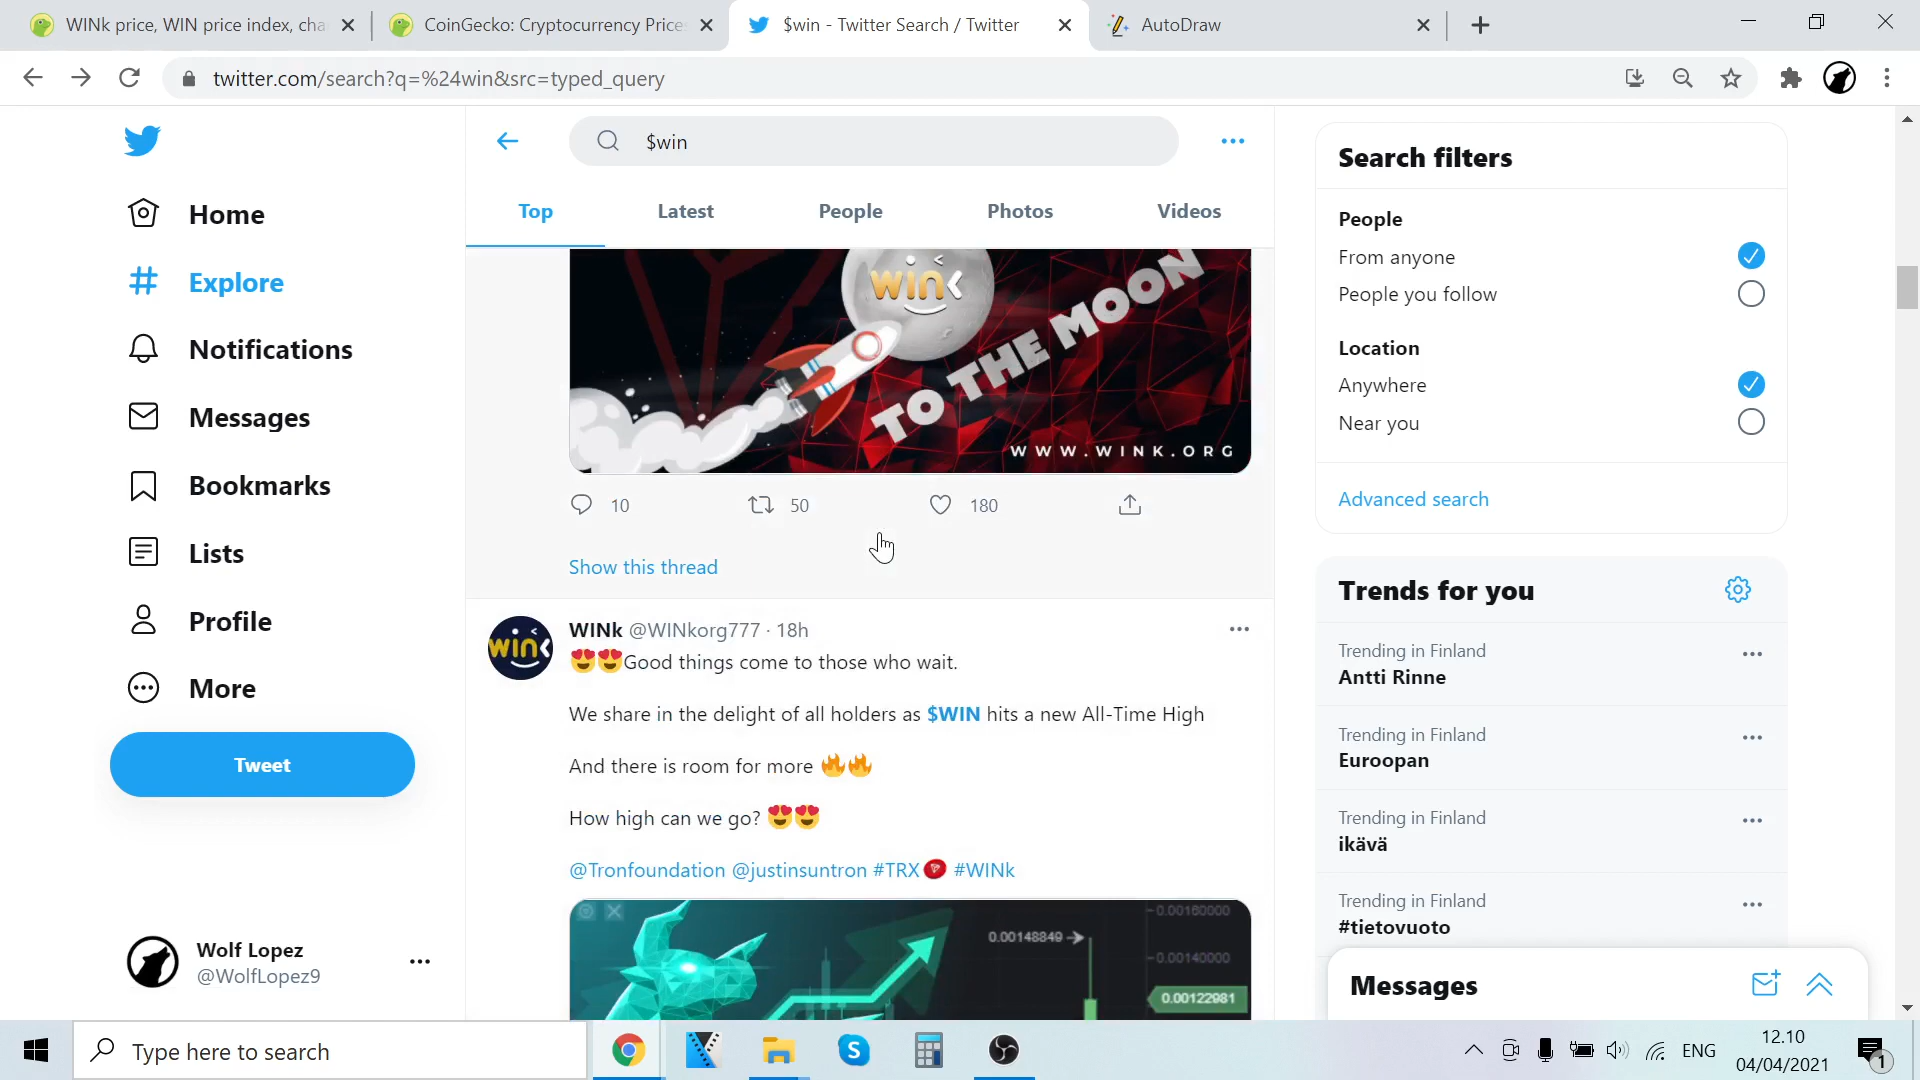 WINk price, WIN price index, cha
CoinGecko: Cryptocurrency Prices
$win - Twitter Search / Twitter
AutoDraw
twitter.com/search?q=%24win&src=typed_query
Home
Explore
Notifications
Messages
Bookmarks
Lists
Profile
More
Tweet
Wolf Lopez
@WolfLopez9
$win
Top
Latest
People
Photos
Videos
wink
TO THE MOON
WWW.WINK.ORG
10
50
180
Show this thread
wink
WINk @WINkorg777 · 18h
😍😍Good things come to those who wait.
We share in the delight of all holders as $WIN hits a new All-Time High
And there is room for more 🔥🔥
How high can we go? 😍😍
@Tronfoundation @justinsuntron #TRX #WINk
0.00160000
0.00148849
0.00140000
0.00122981
Search filters
People
From anyone
People you follow
Location
Anywhere
Near you
Advanced search
Trends for you
Trending in Finland
Antti Rinne
Trending in Finland
Euroopan
Trending in Finland
ikävä
Trending in Finland
#tietovuoto
Messages
Type here to search
S
ENG
12.10
04/04/2021
1